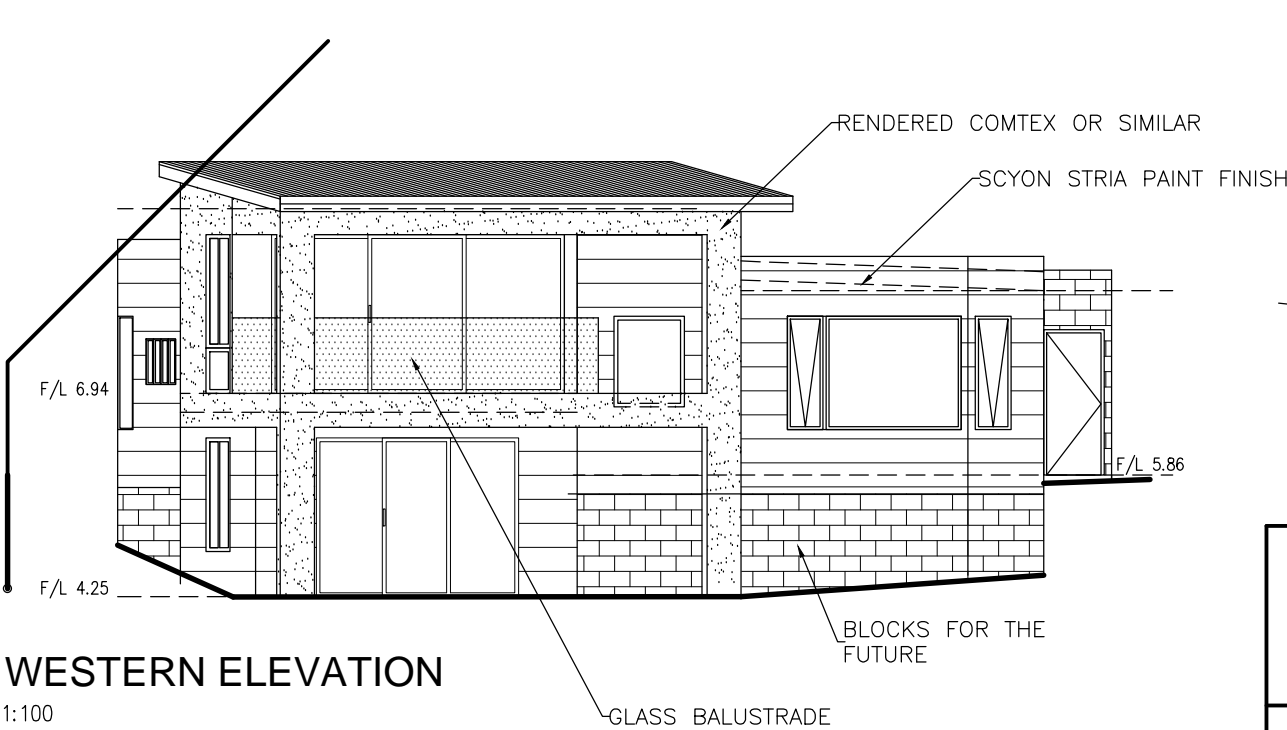 RENDERED COMTEX OR SIMILAR
SCYON STRIA PAINT FINISH
F/L 6.94
F/L 5.86
F/L 4.25
BLOCKS FOR THE
FUTURE
WESTERN ELEVATION
1:100
GLASS BALUSTRADE